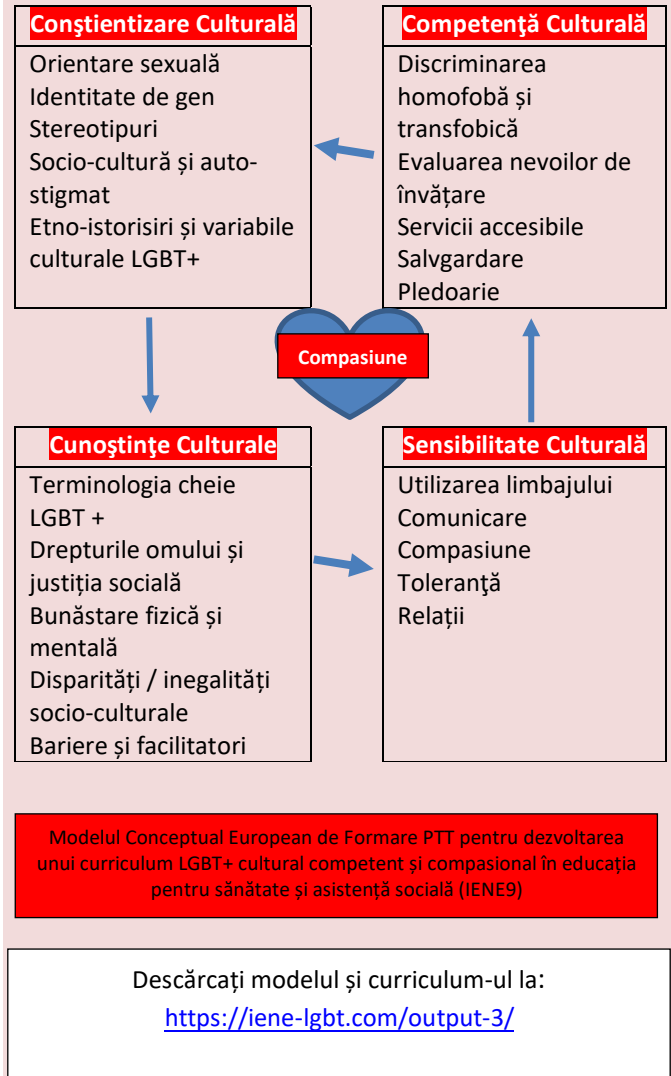 Conştientizare Culturală
Orientare sexuală
Identitate de gen
Stereotipuri
Socio-cultură și auto-
stigmat
Etno-istorisiri și variabile
culturale LGBT+
Competenţă Culturală
Discriminarea
homofobă și
transfobică
Evaluarea nevoilor de
învățare
Servicii accesibile
Salvgardare
Pledoarie
Compasiune
Cunoştinţe Culturale
Terminologia cheie
LGBT +
Drepturile omului și
justiția socială
Bunăstare fizică și
mentală
Disparități / inegalități
socio-culturale
Bariere și facilitatori
Sensibilitate Culturală
Utilizarea limbajului
Comunicare
Compasiune
Toleranţă
Relații
Modelul Conceptual European de Formare PTT pentru dezvoltarea
unui curriculum LGBT+ cultural competent și compasional în educația
pentru sănătate și asistență socială (IENE9)
Descărcați modelul și curriculum-ul la:
https://iene-lgbt.com/output-3/